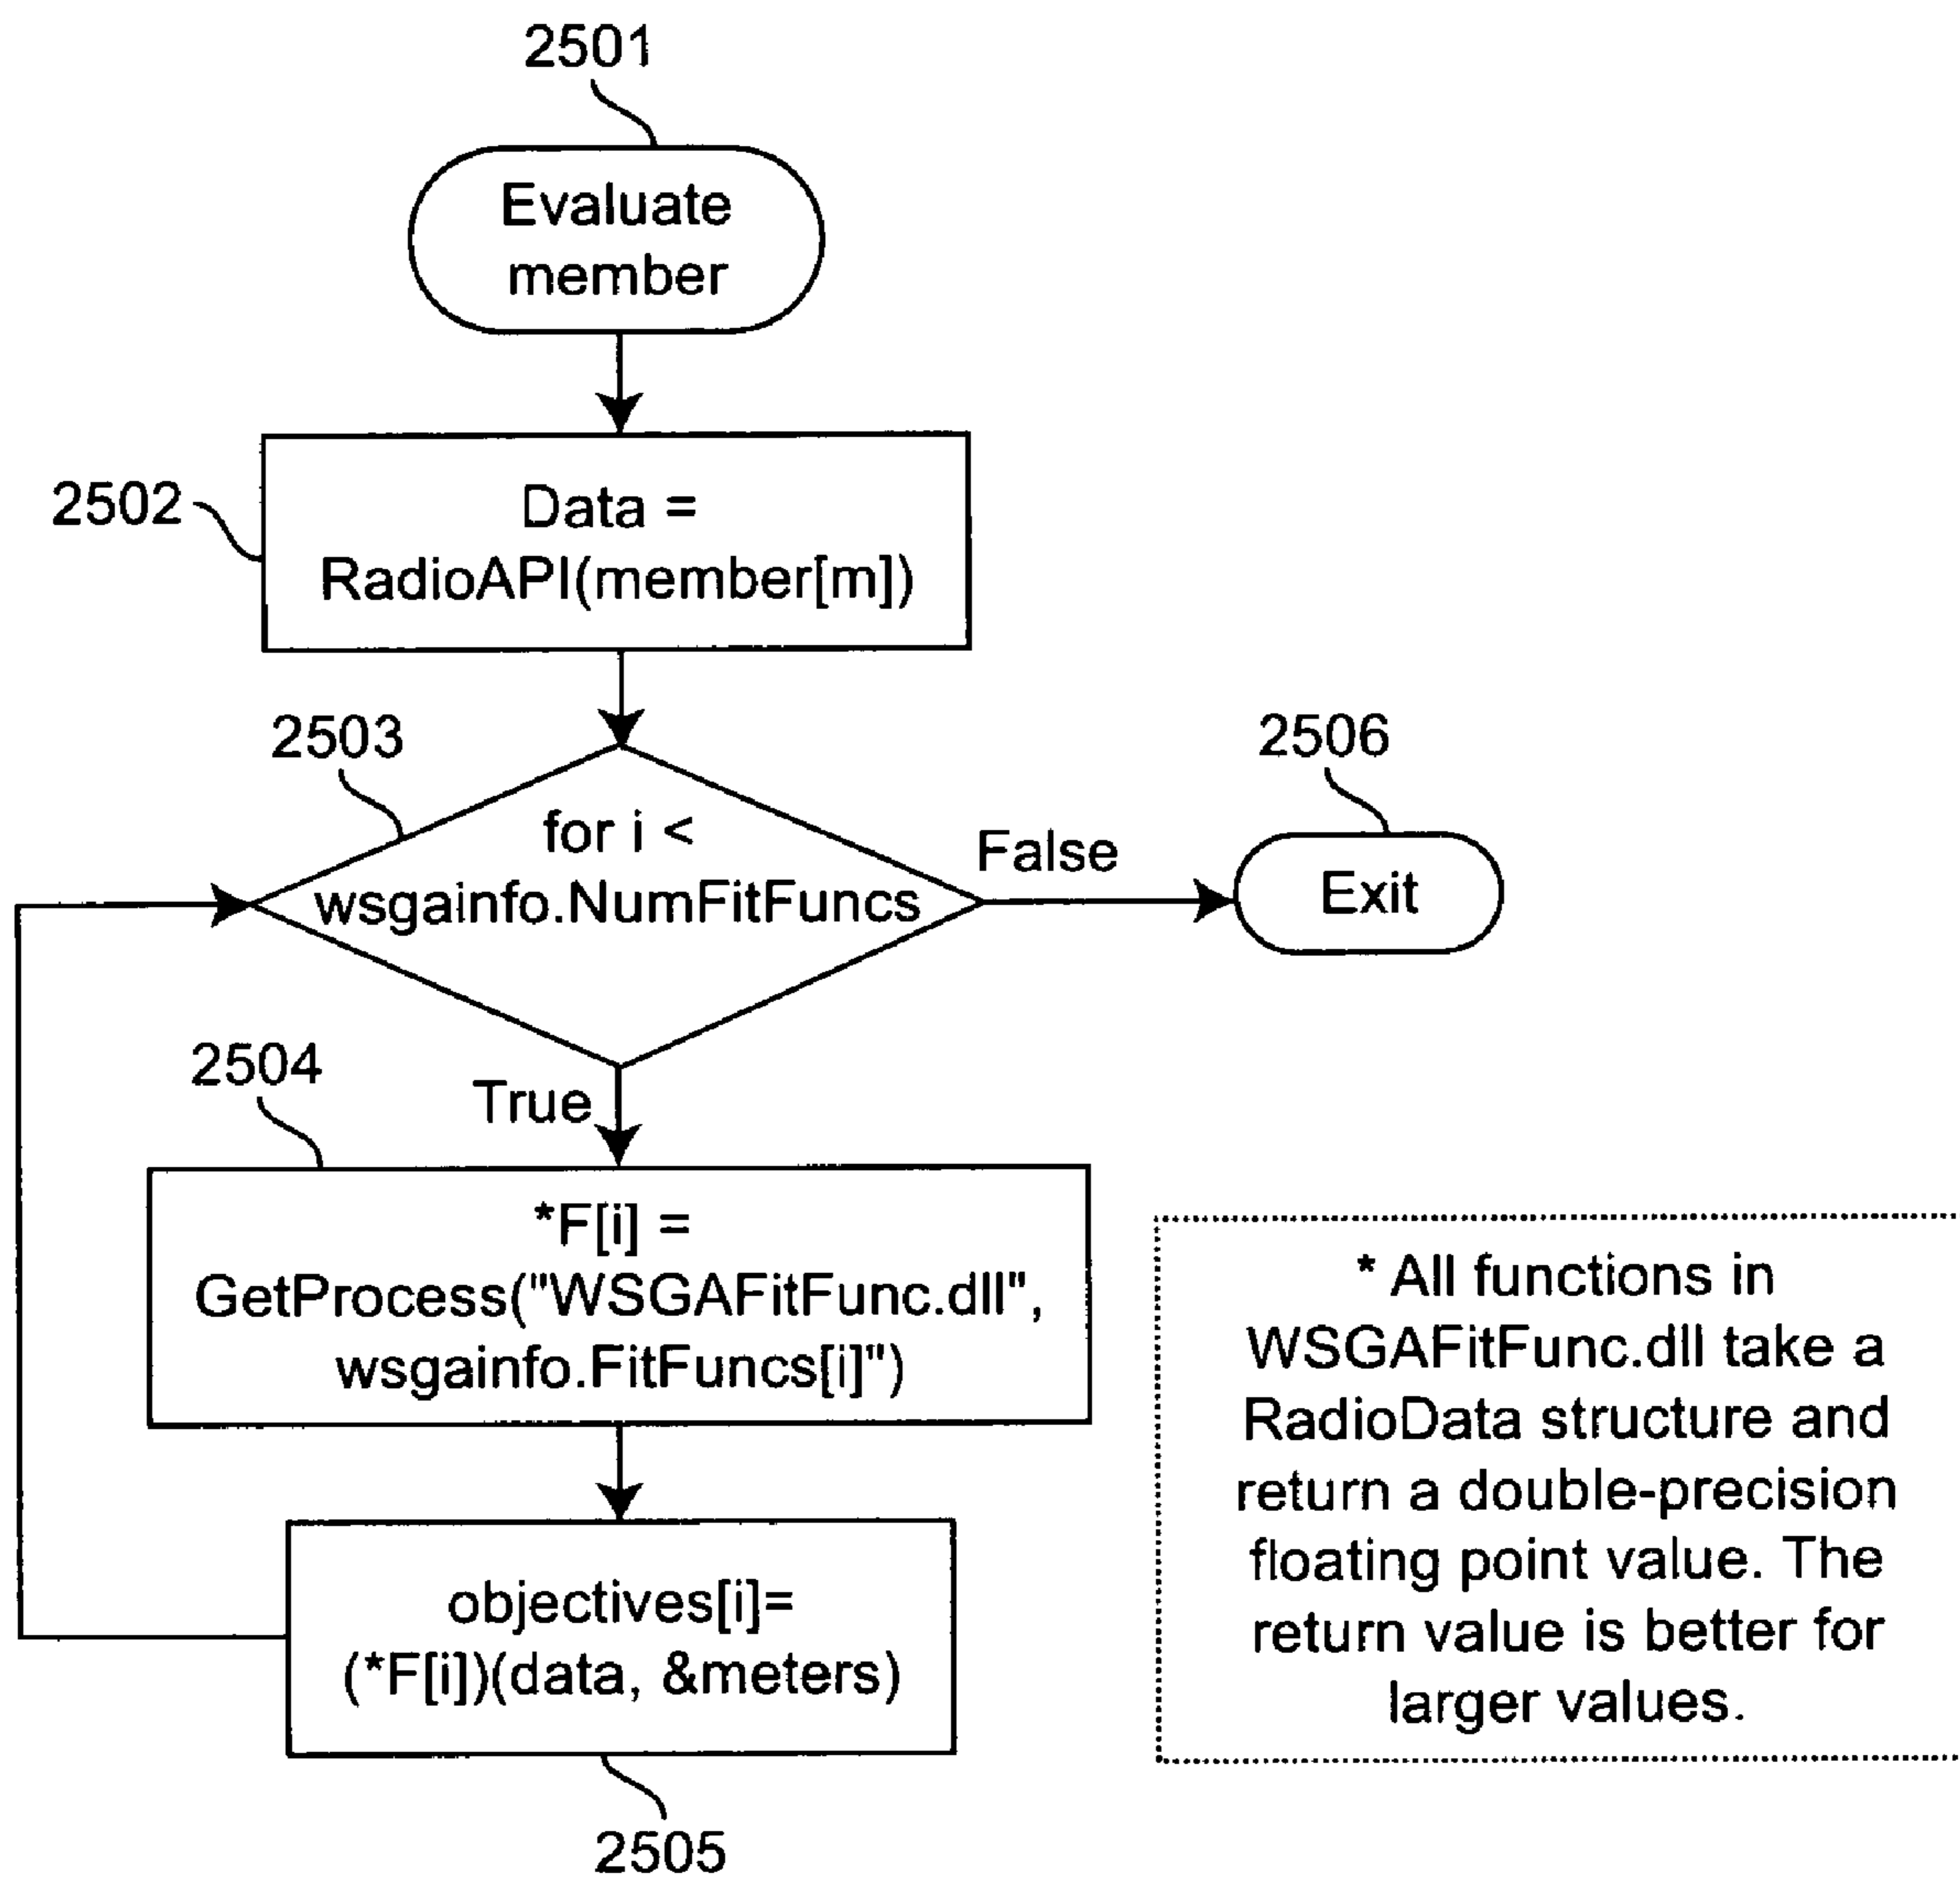 2501
Evaluate
member
2502
Data =
RadioAPI(member[m])
2503
for i <
wsgainfo.NumFitFuncs
False
2506
Exit
True
2504
*F[i] =
GetProcess("WSGAFitFunc.dll",
wsgainfo.FitFuncs[i]")
objectives[i]=
(*F[i])(data, &meters)
2505
* All functions in
WSGAFitFunc.dll take a
RadioData structure and
return a double-precision
floating point value. The
return value is better for
larger values.